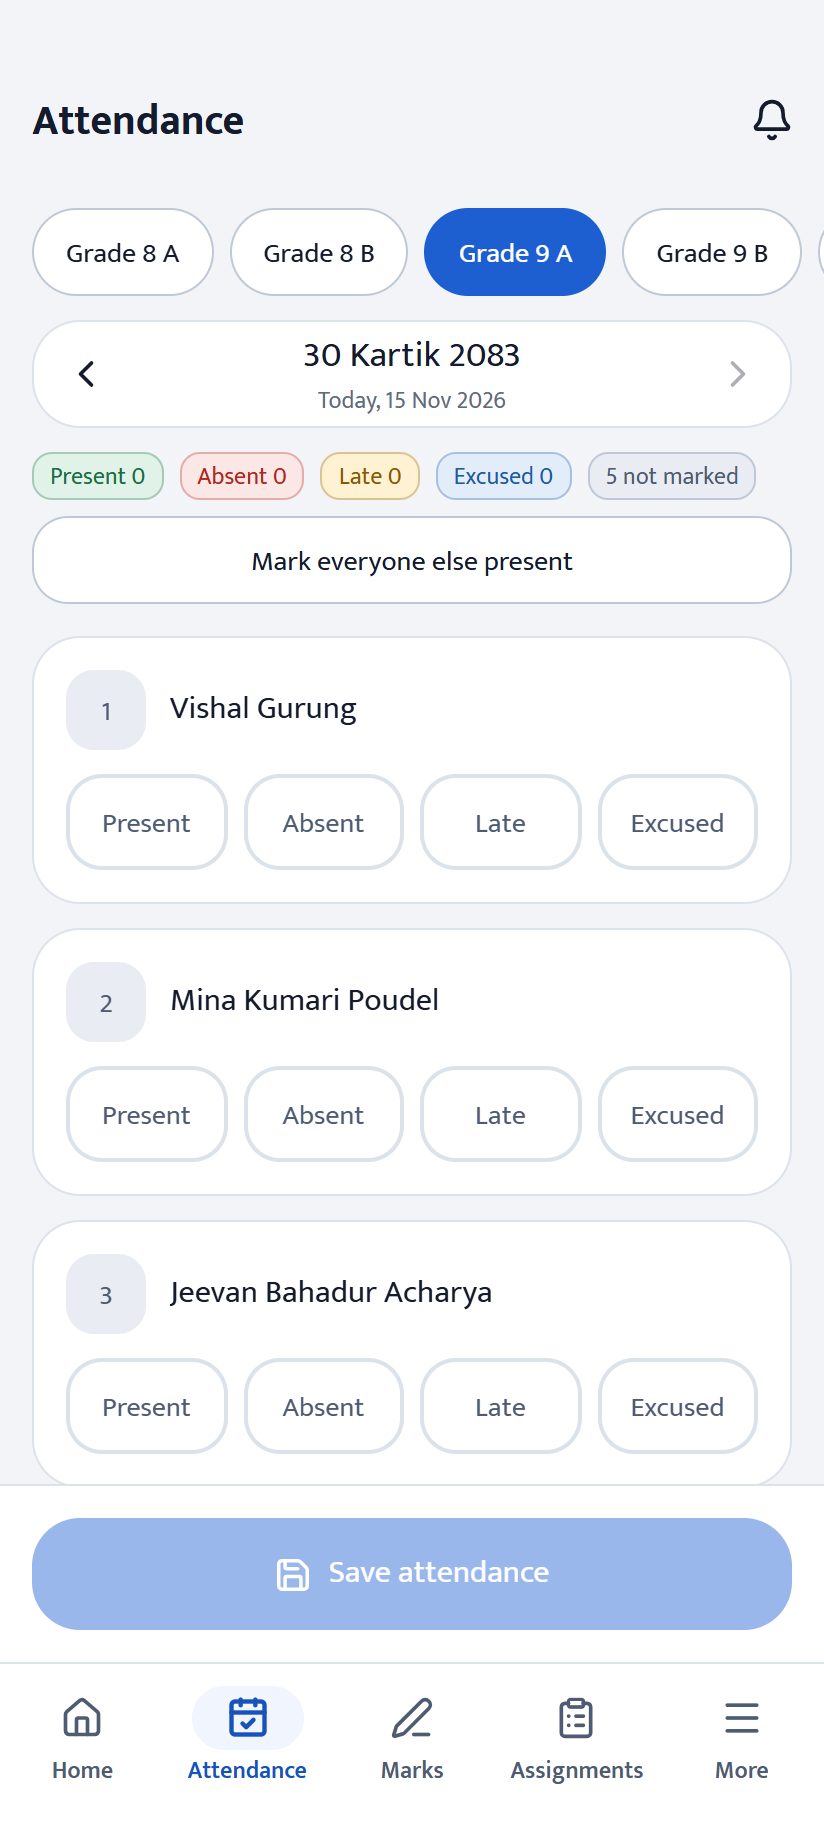 Attendance
Grade 8 A Grade 8 B Grade 9 A Grade 9 B
30 Kartik 2083
Today, 15 Nov 2026
Present 0 Absent 0 Late 0 Excused 0 5 not marked
Mark everyone else present
1 Vishal Gurung
Present Absent Late Excused
2 Mina Kumari Poudel
Present Absent Late Excused
3 Jeevan Bahadur Acharya
Present Absent Late Excused
Save attendance
Home Attendance Marks Assignments More